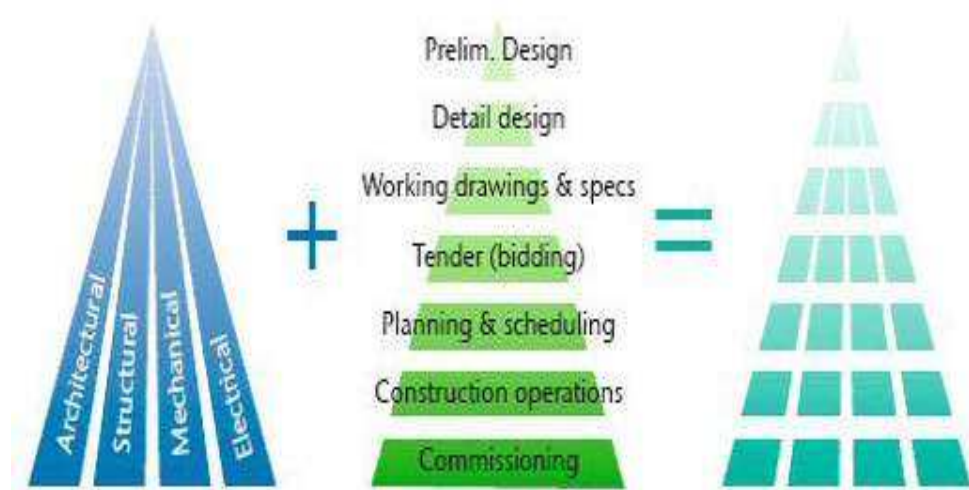 Architectural
Structural
Mechanical
Electrical
+
Prelim. Design
Detail design
Working drawings & specs
Tender (bidding)
Planning & scheduling
Construction operations
Commissioning
=